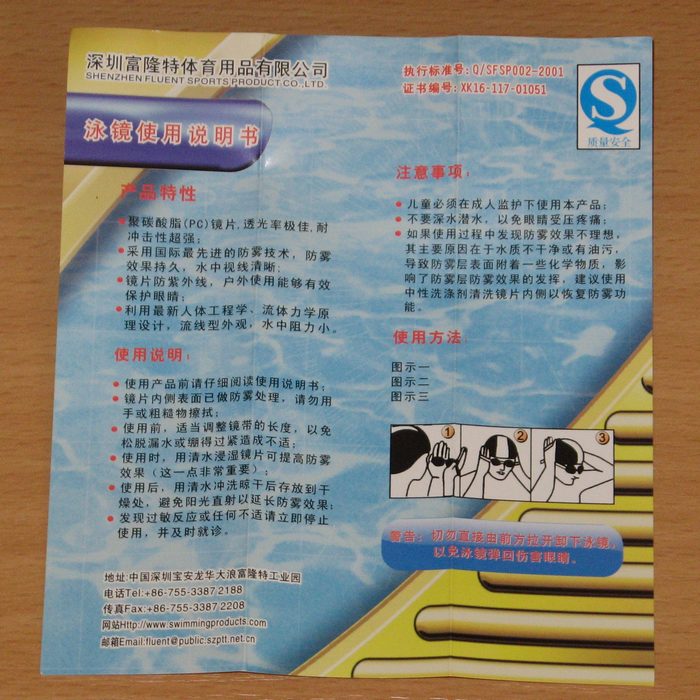 深圳富隆特体育用品有限公司
SHENZHEN FLUENT SPORTS PRODUCT CO.,LTD.
泳镜使用说明书
产品特性
聚碳酸脂(PC)镜片,透光率极佳,耐
冲击性超强;
采用国际最先进的防雾技术，防雾
效果持久，水中视线清晰;
镜片防紫外线，户外使用能够有效
保护眼睛;
利用最新人体工程学、流体力学原
理设计，流线型外观，水中阻力小。
使用说明:
使用产品前请仔细阅读使用说明书;
镜片内侧表面已做防雾处理，请勿用
手或粗糙物擦拭;
使用前，适当调整镜带的长度，以免
松脱漏水或绷得过紧造成不适;
使用时，用清水浸湿镜片可提高防雾
效果（这一点非常重要）;
使用后，用清水冲洗晾干后存放到干
燥处，避免阳光直射以延长防雾效果;
发现过敏反应或任何不适请立即停止
使用，并及时就诊。
地址:中国深圳宝安龙华大浪富隆特工业园
电话Tel:+86-755-3387 2188
传真Fax:+86-755-3387 2208
网站Http://www.swimmingproducts.com
邮箱Email:fluent@public.szptt.net.cn
执行标准号: Q/SFSP002-2001
证书编号: XK16-117-01051
质量安全
注意事项:
儿童必须在成人监护下使用本产品;
不要深水潜水，以免眼睛受压疼痛;
如果使用过程中发现防雾效果不理想，
其主要原因在于水质不干净或有油污，
导致防雾层表面附着一些化学物质，影
响了防雾层防雾效果的发挥，建议使用
中性洗涤剂清洗镜片内侧以恢复防雾功
能。
使用方法:
图示一
图示二
图示三
1 2 3
警告: 切勿直接由前方拉开卸下泳镜，
以免泳镜弹回伤害眼睛。